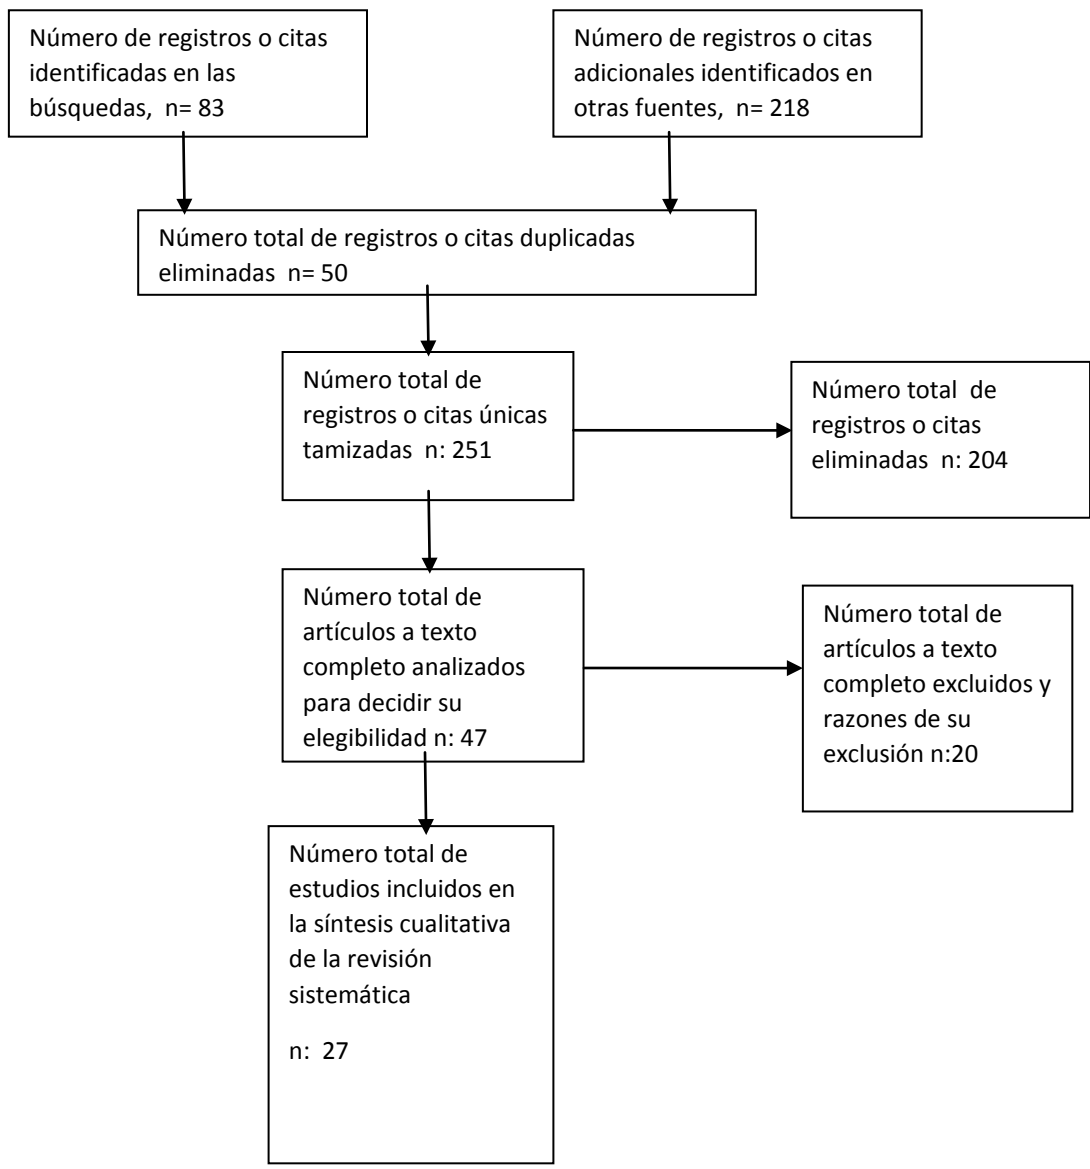 Número de registros o citas
identificadas en las
búsquedas, n= 83
Número de registros o citas
adicionales identificados en
otras fuentes, n= 218
Número total de registros o citas duplicadas
eliminadas n= 50
Número total de
registros o citas únicas
tamizadas n: 251
Número total de
registros o citas
eliminadas n: 204
Número total de
artículos a texto
completo analizados
para decidir su
elegibilidad n: 47
Número total de
artículos a texto
completo excluidos y
razones de su
exclusión n:20
Número total de
estudios incluidos en
la síntesis cualitativa
de la revisión
sistemática
n: 27